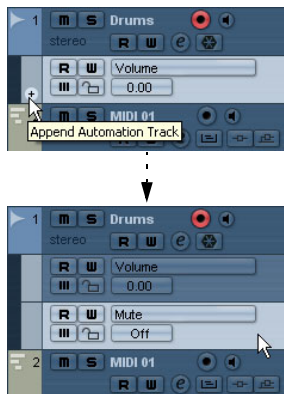 1 m S Drums
stereo R W e
R W Volume
0.00
m S MIDI 01
Append Automation Track
1 m S Drums
stereo R W e
R W Volume
0.00
R W Mute
Off
2 m S MIDI 01
R W e